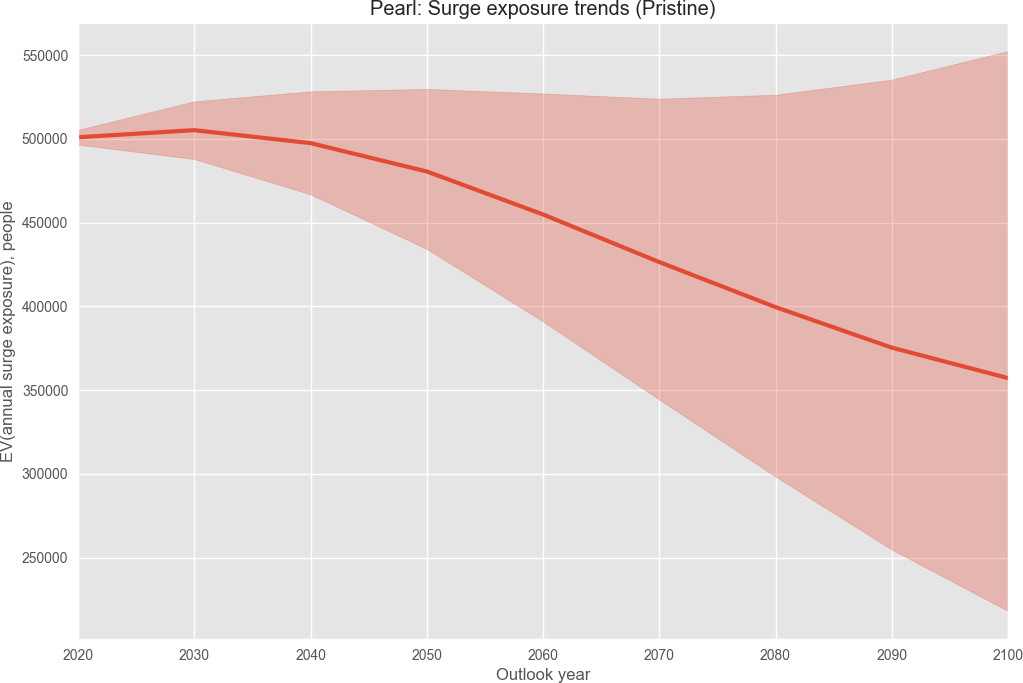 Pearl: Surge exposure trends (Pristine)
EV(annual surge exposure), people
550000
500000
450000
400000
350000
300000
250000
2020 2030 2040 2050 2060 2070 2080 2090 2100
Outlook year